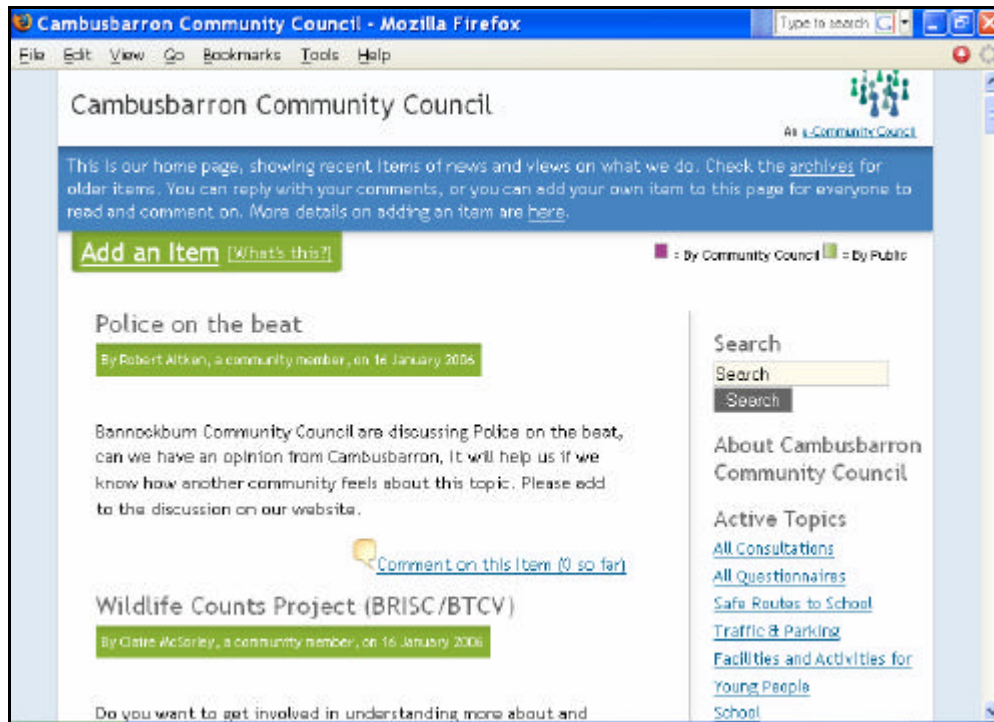 Cambusbarron Community Council - Mozilla Firefox
Type to search
File Edit View Go Bookmarks Tools Help
Cambusbarron Community Council
An e-Community Council
This is our home page, showing recent items of news and views on what we do. Check the archives for
older items. You can reply with your comments, or you can add your own item to this page for everyone to
read and comment on. More details on adding an item are here.
Add an Item [What's this?]
= By Community Council = By Public
Police on the beat
By Robert Aitken, a community member, on 16 January 2006
Bannockburn Community Council are discussing Police on the beat,
can we have an opinion from Cambusbarron, it will help us if we
know how another community feels about this topic. Please add
to the discussion on our website.
Comment on this Item (0 so far)
Wildlife Counts Project (BRISC/BTCV)
By Claire McSorley, a community member, on 16 January 2006
Do you want to get involved in understanding more about and
Search
Search
Search
About Cambusbarron
Community Council
Active Topics
All Consultations
All Questionnaires
Safe Routes to School
Traffic & Parking
Facilities and Activities for
Young People
School